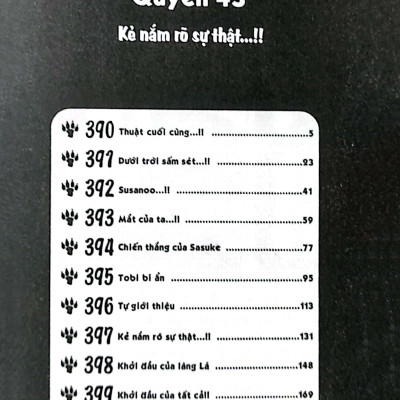 Quyển 43
Kẻ nắm rõ sự thật...!!
390 Thuật cuối cùng...!! 5
391 Dưới trời sấm sét...!! 23
392 Susanoo...!! 41
393 Mắt của ta...!! 59
394 Chiến thắng của Sasuke 77
395 Tobi bí ẩn 95
396 Tự giới thiệu 113
397 Kẻ nắm rõ sự thật...!! 131
398 Khởi đầu của làng Lá 148
399 Khởi đầu của tất cả!! 169